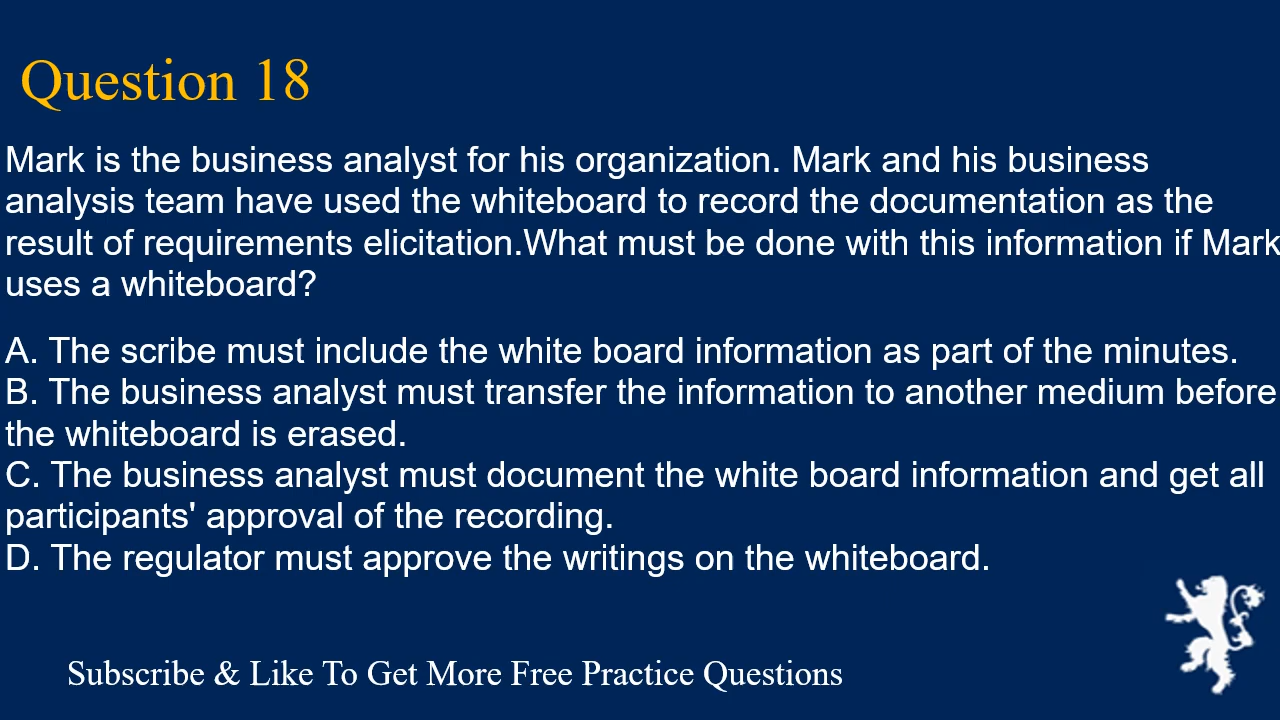 Question 18
Mark is the business analyst for his organization. Mark and his business
analysis team have used the whiteboard to record the documentation as the
result of requirements elicitation.What must be done with this information if Mark
uses a whiteboard?
A. The scribe must include the white board information as part of the minutes.
B. The business analyst must transfer the information to another medium before
the whiteboard is erased.
C. The business analyst must document the white board information and get all
participants' approval of the recording.
D. The regulator must approve the writings on the whiteboard.
Subscribe & Like To Get More Free Practice Questions